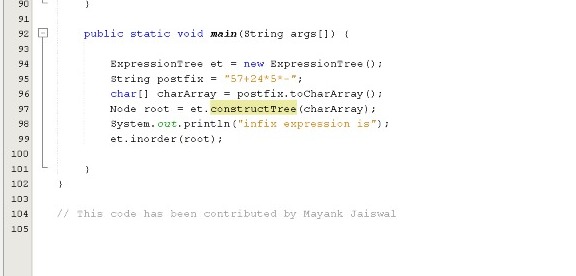 90 }
91
92 public static void main(String args[]) {
93
94 ExpressionTree et = new ExpressionTree();
95 String postfix = "57+24*5*-";
96 char[] charArray = postfix.toCharArray();
97 Node root = et.constructTree(charArray);
98 System.out.println("infix expression is");
99 et.inorder(root);
100
101 }
102 }
103
104 // This code has been contributed by Mayank Jaiswal
105